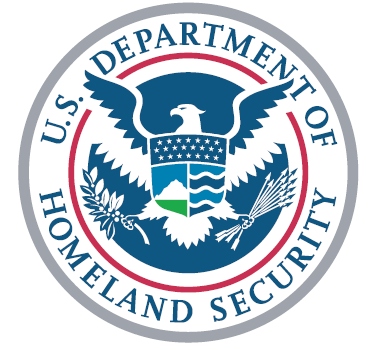 U.S. DEPARTMENT OF
HOMELAND SECURITY